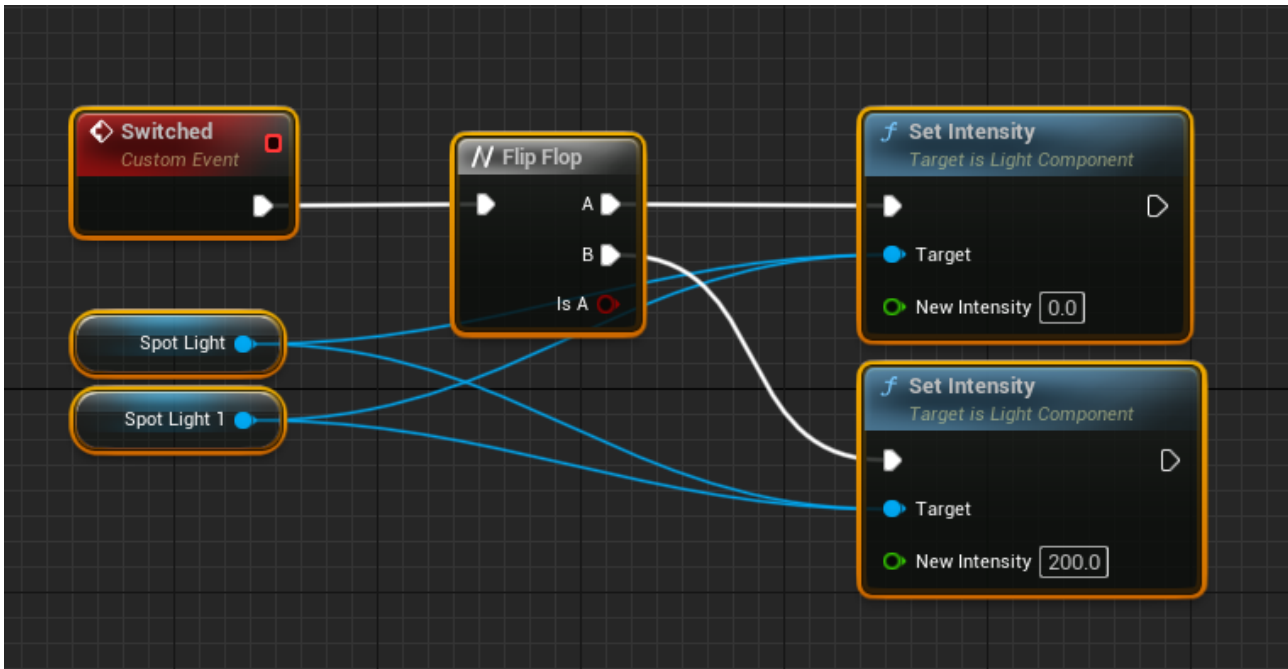 Switched
Custom Event
Flip Flop
A
B
Is A
Spot Light
Spot Light 1
Set Intensity
Target is Light Component
Target
New Intensity 0.0
Set Intensity
Target is Light Component
Target
New Intensity 200.0